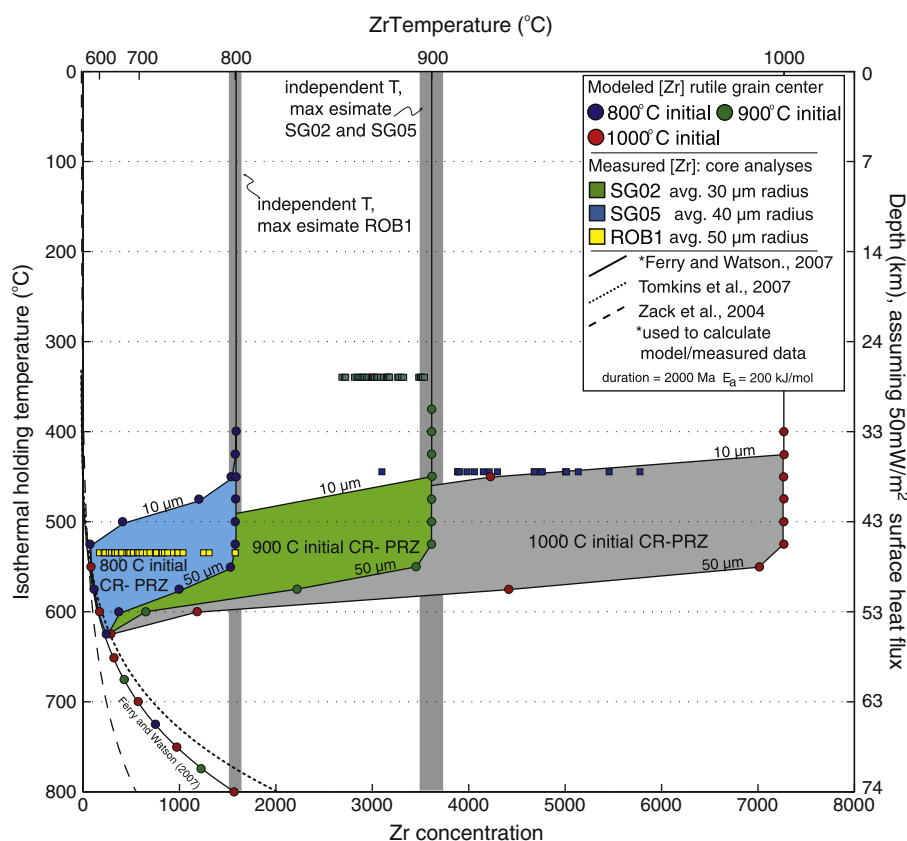 ZrTemperature (°C)
600 700 800 900 1000
0 0
100 7
200 14
300 24
400 33
500 43
600 53
700 63
800 74
Isothermal holding temperature (°C)
Depth (km), assuming 50mW/m² surface heat flux
independent T,
max esimate
SG02 and SG05
independent T,
max esimate ROB1
Modeled [Zr] rutile grain center
800°C initial 900°C initial
1000°C initial
Measured [Zr]: core analyses
SG02 avg. 30 µm radius
SG05 avg. 40 µm radius
ROB1 avg. 50 µm radius
*Ferry and Watson., 2007
Tomkins et al., 2007
Zack et al., 2004
*used to calculate
model/measured data
duration = 2000 Ma Ea = 200 kJ/mol
10 µm
10 µm
10 µm
800 C initial
CR- PRZ
50 µm
900 C initial CR- PRZ
50 µm
1000 C initial CR-PRZ
50 µm
Ferry and Watson (2007)
0 1000 2000 3000 4000 5000 6000 7000 8000
Zr concentration